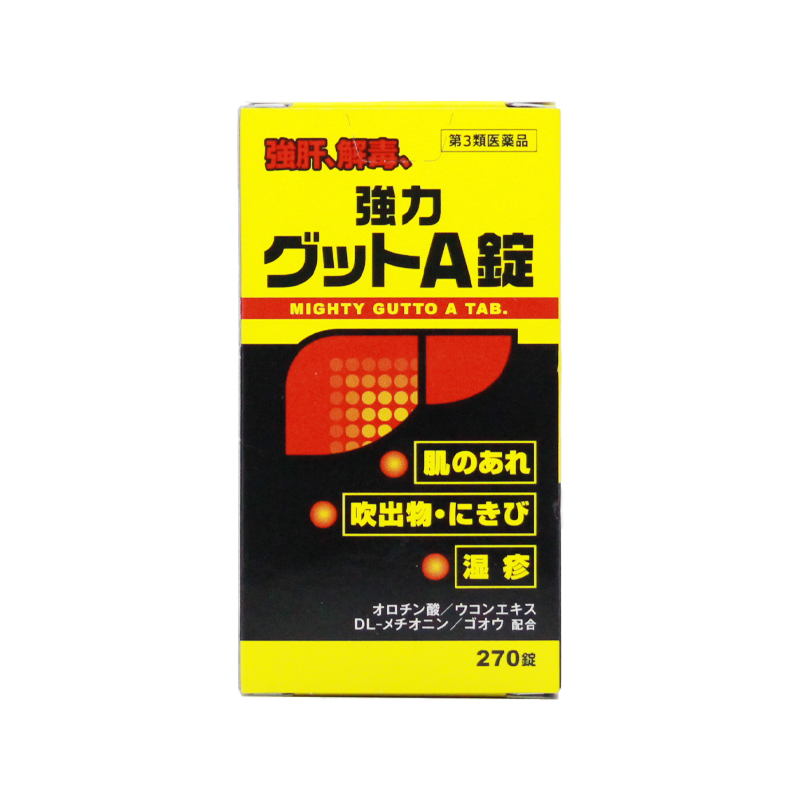 強肝、解毒、
第3類医薬品
強力
グットA錠
MIGHTY GUTTO A TAB.
肌のあれ
吹出物・にきび
湿疹
オロチン酸／ウコンエキス
DL-メチオニン／ゴオウ 配合
270錠